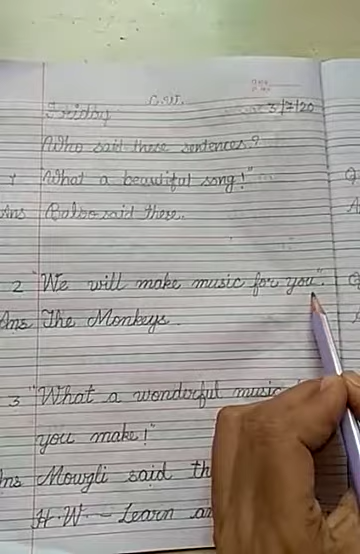 C.W.
Friday 3/7/20
Who said these sentences?
1 What a beautiful song!"
Ans Baloo said these.
2 "We will make music for you".
Ans The Monkeys.
3 "What a wonderful music
you make!"
Ans Mowgli said th
H.W. - Learn an